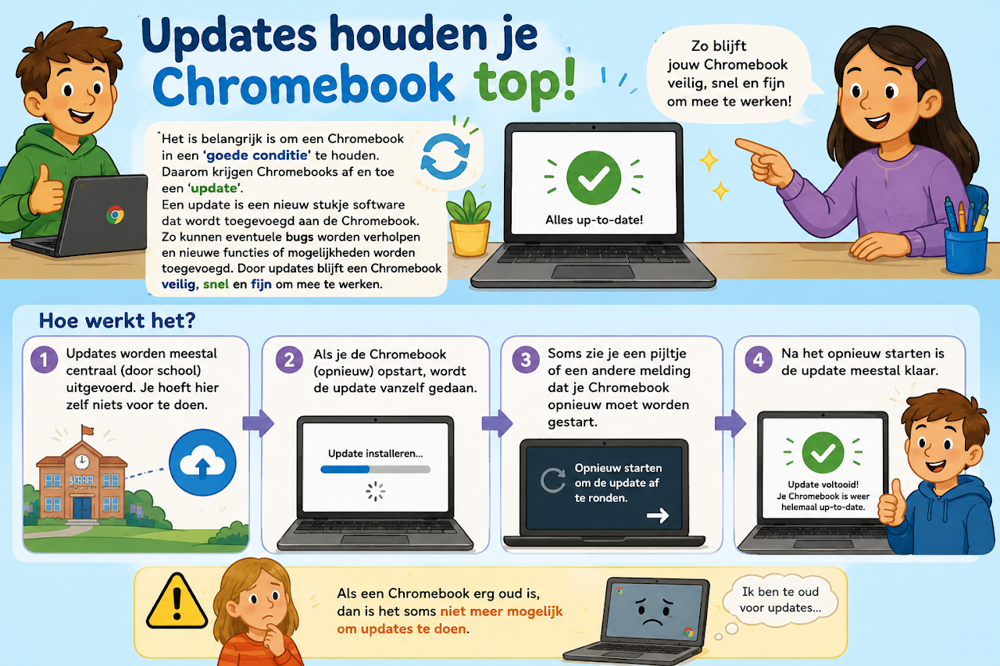 Updates houden je
Chromebook top!
Zo blijft
jouw Chromebook
veilig, snel en fijn
om mee te werken!
Het is belangrijk is om een Chromebook
in een ‘goede conditie’ te houden.
Daarom krijgen Chromebooks af en toe
een ‘update’.
Een update is een nieuw stukje software
dat wordt toegevoegd aan de Chromebook.
Zo kunnen eventuele bugs worden verholpen
en nieuwe functies of mogelijkheden worden
toegevoegd. Door updates blijft een Chromebook
veilig, snel en fijn om mee te werken.
Alles up-to-date!
Hoe werkt het?
1
Updates worden meestal
centraal (door school)
uitgevoerd. Je hoeft hier
zelf niets voor te doen.
2
Als je de Chromebook
(opnieuw) opstart, wordt
de update vanzelf gedaan.
Update installeren...
3
Soms zie je een pijltje
of een andere melding
dat je Chromebook
opnieuw moet worden
gestart.
Opnieuw starten
om de update af
te ronden.
4
Na het opnieuw starten is
de update meestal klaar.
Update voltooid!
Je Chromebook is weer
helemaal up-to-date.
Als een Chromebook erg oud is,
dan is het soms niet meer mogelijk
om updates te doen.
Ik ben te oud
voor updates...